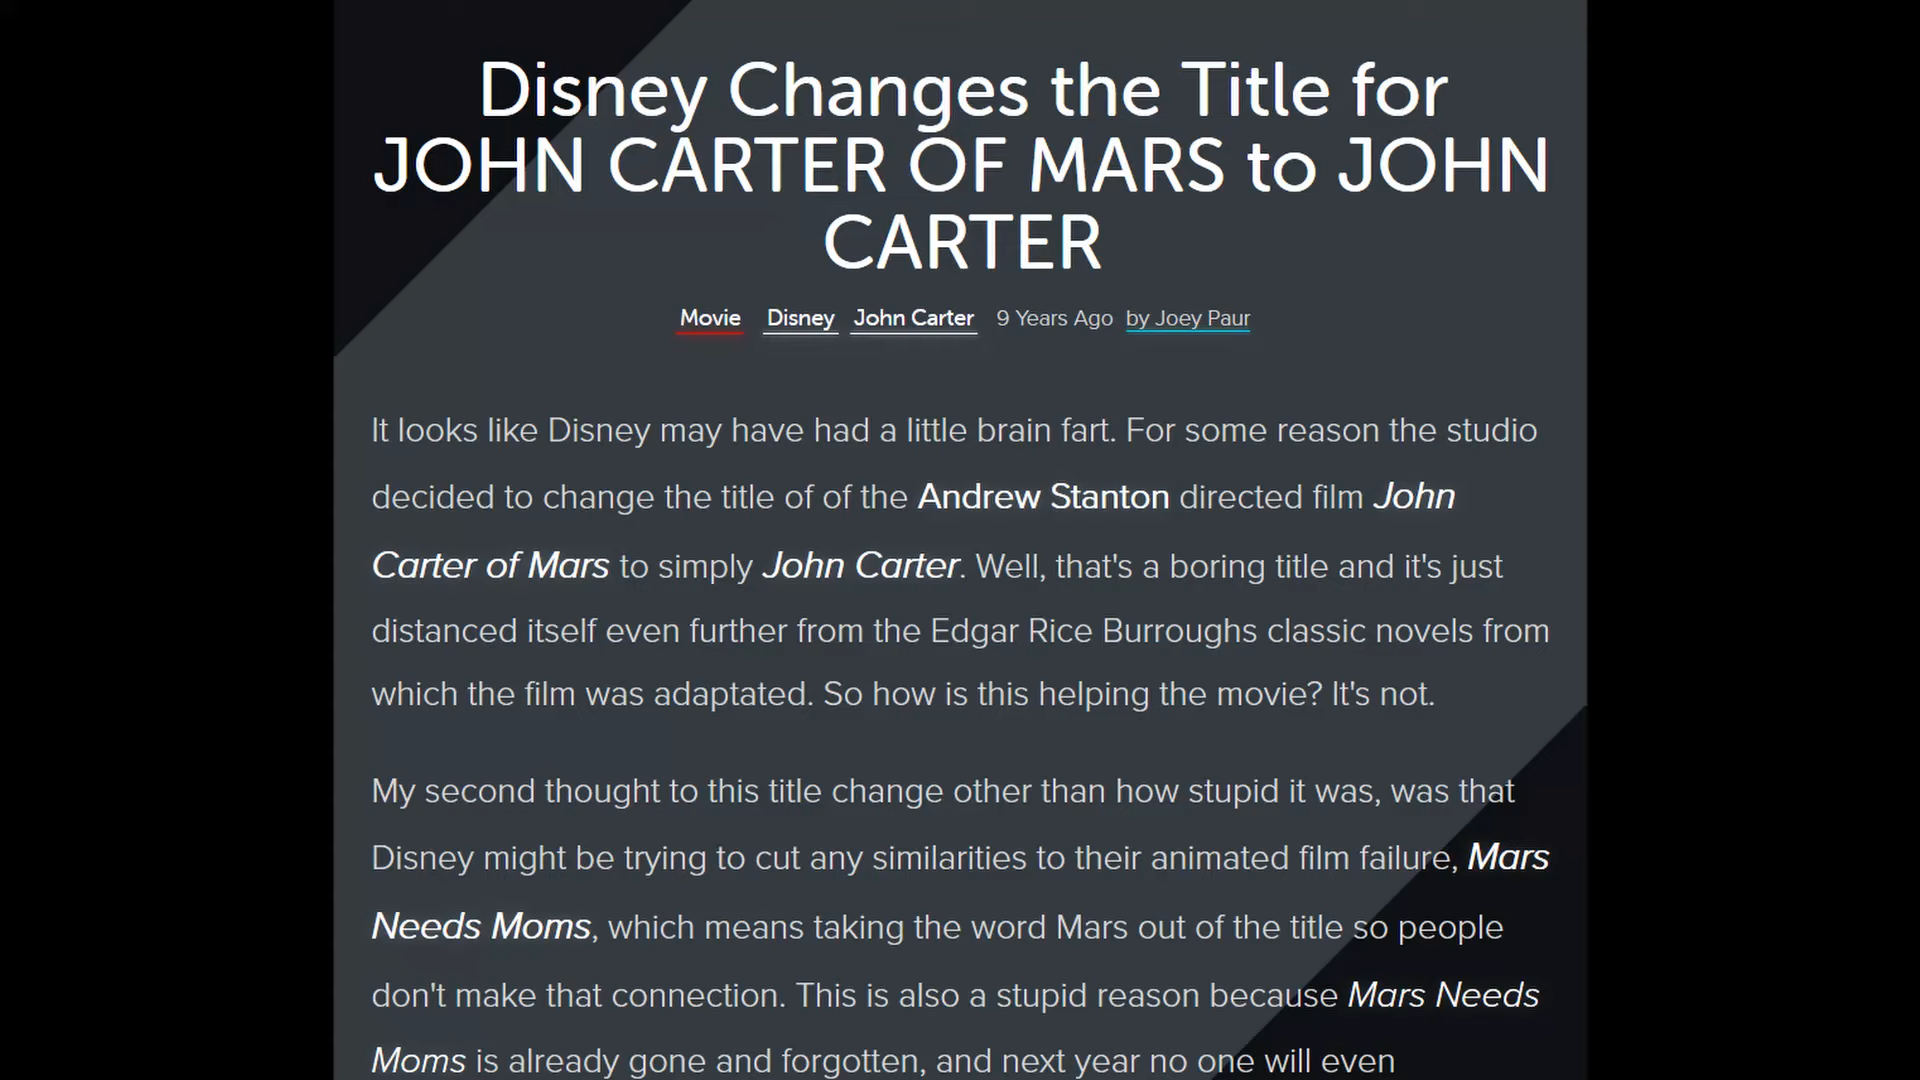 Disney Changes the Title for
JOHN CARTER OF MARS to JOHN
CARTER
Movie Disney John Carter 9 Years Ago by Joey Paur
It looks like Disney may have had a little brain fart. For some reason the studio
decided to change the title of of the Andrew Stanton directed film John
Carter of Mars to simply John Carter. Well, that's a boring title and it's just
distanced itself even further from the Edgar Rice Burroughs classic novels from
which the film was adaptated. So how is this helping the movie? It's not.
My second thought to this title change other than how stupid it was, was that
Disney might be trying to cut any similarities to their animated film failure, Mars
Needs Moms, which means taking the word Mars out of the title so people
don't make that connection. This is also a stupid reason because Mars Needs
Moms is already gone and forgotten, and next year no one will even